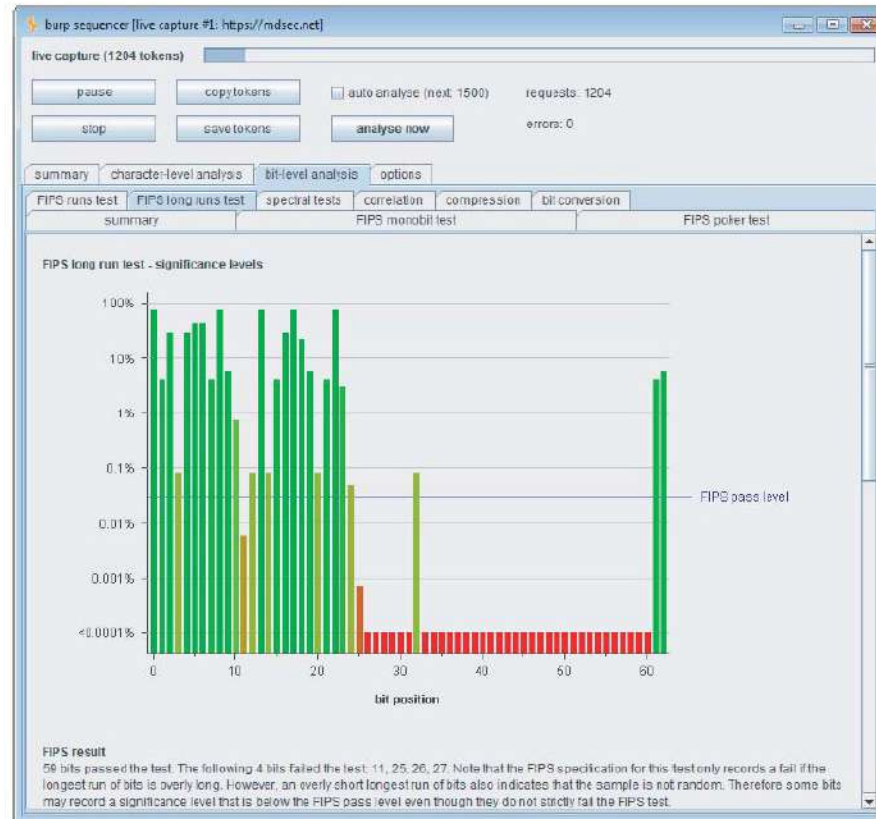 burp sequencer [live capture #1: https://mdsec.net]
live capture (1204 tokens)
pause
copy tokens
auto analyse (next: 1500)
requests: 1204
stop
save tokens
analyse now
errors: 0
summary
character-level analysis
bit-level analysis
options
FIPS runs test
FIPS long runs test
spectral tests
correlation
compression
bit conversion
summary
FIPS monobit test
FIPS poker test
FIPS long run test - significance levels
100%
10%
1%
0.1%
FIPS pass level
0.01%
0.001%
<0.0001%
0 10 20 30 40 50 60
bit position
FIPS result
59 bits passed the test. The following 4 bits failed the test: 11, 25, 26, 27. Note that the FIPS specification for this test only records a fail if the
longest run of bits is overly long. However, an overly short longest run of bits also indicates that the sample is not random. Therefore some bits
may record a significance level that is below the FIPS pass level even though they do not strictly fail the FIPS test.